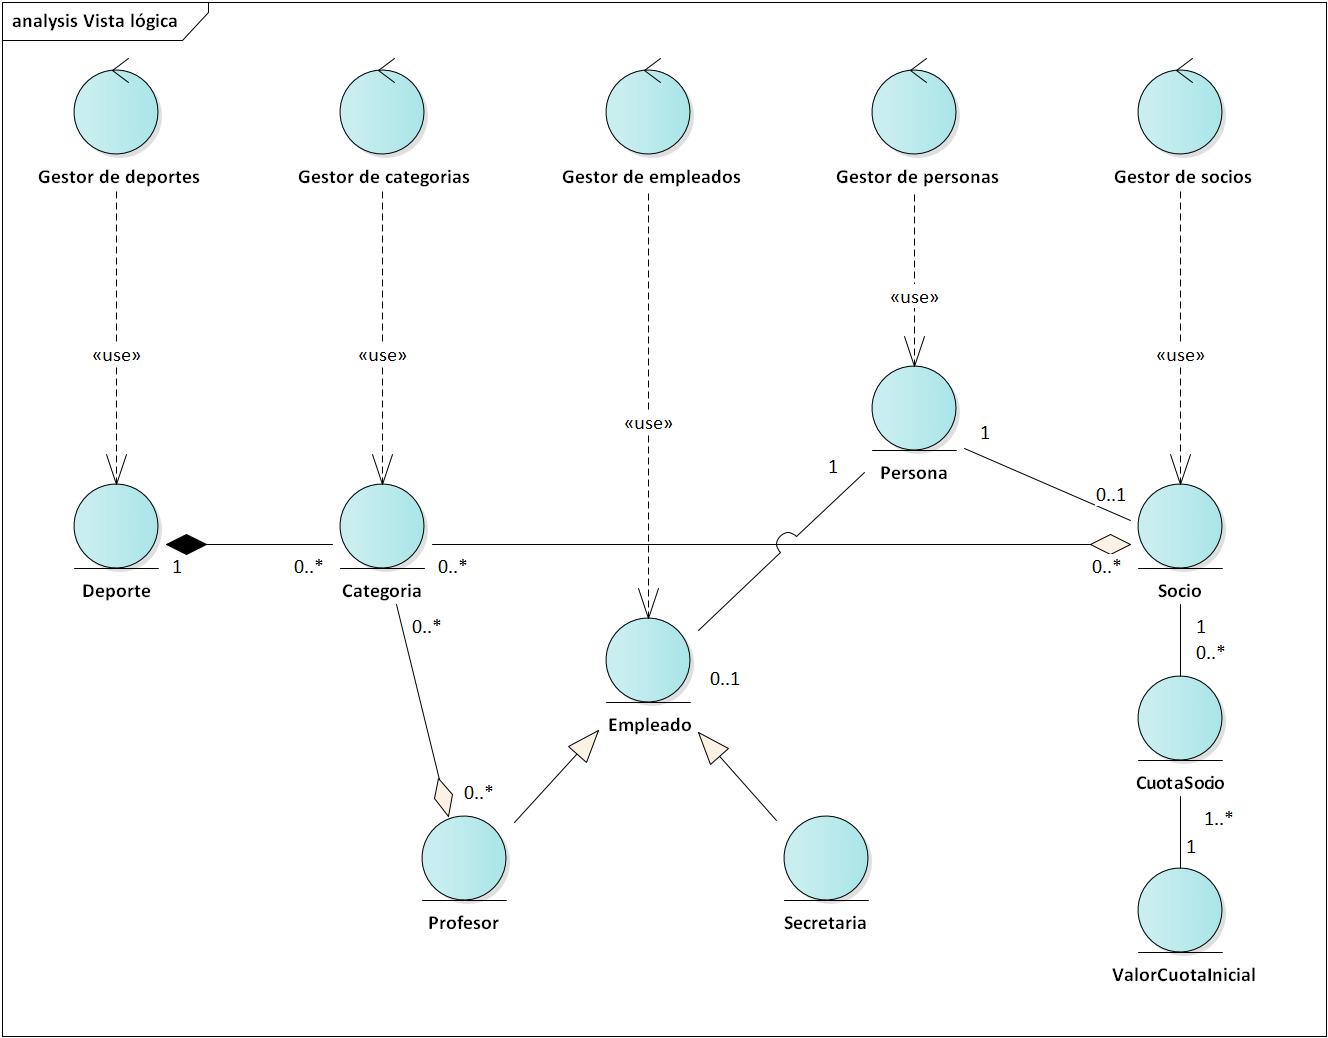 analysis Vista lógica
Gestor de deportes
Gestor de categorias
Gestor de empleados
Gestor de personas
Gestor de socios
«use»
«use»
«use»
«use»
«use»
Persona
1
1
0..1
Deporte
1
0..*
Categoria
0..*
0..*
Socio
0..*
1
0..*
Empleado
0..1
CuotaSocio
0..*
1..*
1
Profesor
Secretaria
ValorCuotaInicial